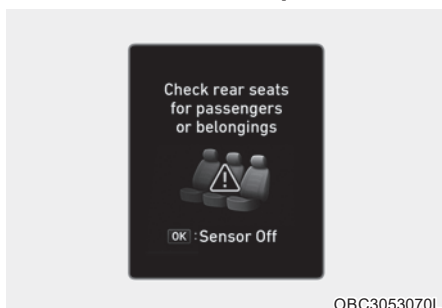 Check rear seats
for passengers
or belongings
OK : Sensor Off
OBC3053070L